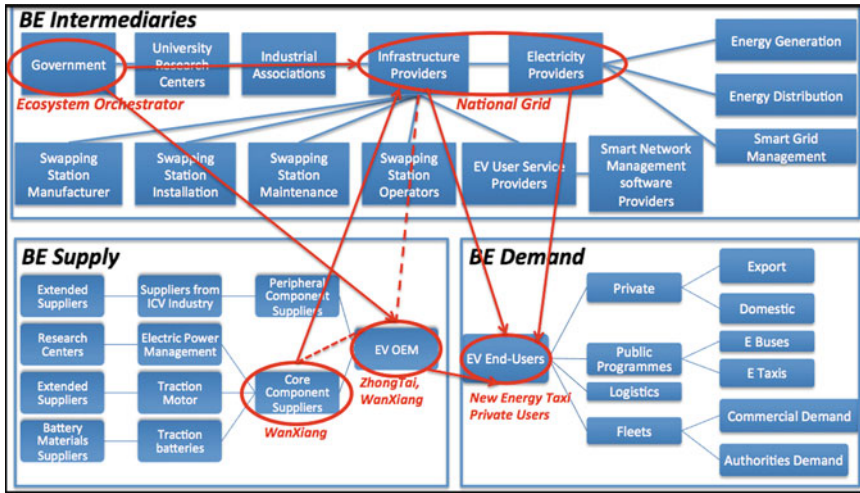 BE Intermediaries
Government
University
Research
Centers
Industrial
Associations
Infrastructure
Providers
Electricity
Providers
Energy Generation
Energy Distribution
Smart Grid
Management
Ecosystem Orchestrator
National Grid
Swapping
Station
Manufacturer
Swapping
Station
Installation
Swapping
Station
Maintenance
Swapping
Station
Operators
EV User Service
Providers
Smart Network
Management
software
Providers
BE Supply
Extended
Suppliers
Suppliers from
ICV Industry
Peripheral
Component
Suppliers
Research
Centers
Electric Power
Management
EV OEM
Extended
Suppliers
Traction
Motor
Core
Component
Suppliers
ZhongTai,
WanXiang
Battery
Materials
Suppliers
Traction
batteries
WanXiang
BE Demand
Private
Export
Domestic
EV End-Users
Public
Programmes
E Buses
E Taxis
New Energy Taxi
Private Users
Logistics
Fleets
Commercial Demand
Authorities Demand